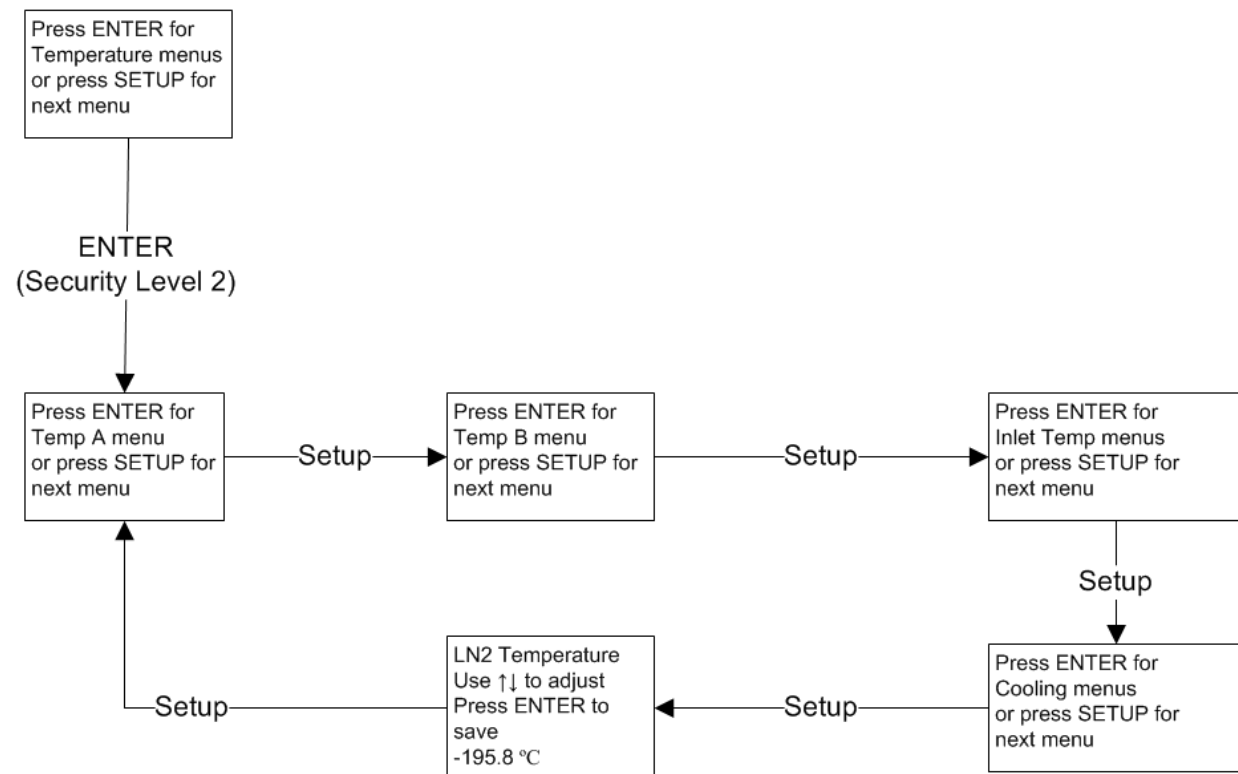 Press ENTER for
Temperature menus
or press SETUP for
next menu
ENTER
(Security Level 2)
Press ENTER for
Temp A menu
or press SETUP for
next menu
Setup
Press ENTER for
Temp B menu
or press SETUP for
next menu
Setup
Press ENTER for
Inlet Temp menus
or press SETUP for
next menu
Setup
Press ENTER for
Cooling menus
or press SETUP for
next menu
Setup
LN2 Temperature
Use ↑↓ to adjust
Press ENTER to
save
-195.8 ℃
Setup